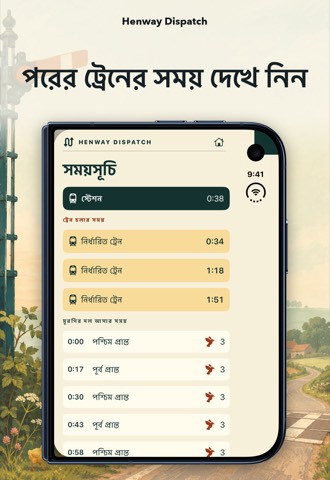 Henway Dispatch
পরের ট্রেনের সময় দেখে নিন
HENWAY DISPATCH
9:41
সময়সূচি
স্টেশন 0:38
ট্রেন চলার সময়
নির্ধারিত ট্রেন 0:34
নির্ধারিত ট্রেন 1:18
নির্ধারিত ট্রেন 1:51
মুরগির দল আসার সময়
0:00 পশ্চিম প্রান্ত 3
0:17 পূর্ব প্রান্ত 3
0:30 পশ্চিম প্রান্ত 3
0:43 পূর্ব প্রান্ত 3
0:58 পশ্চিম প্রান্ত 3